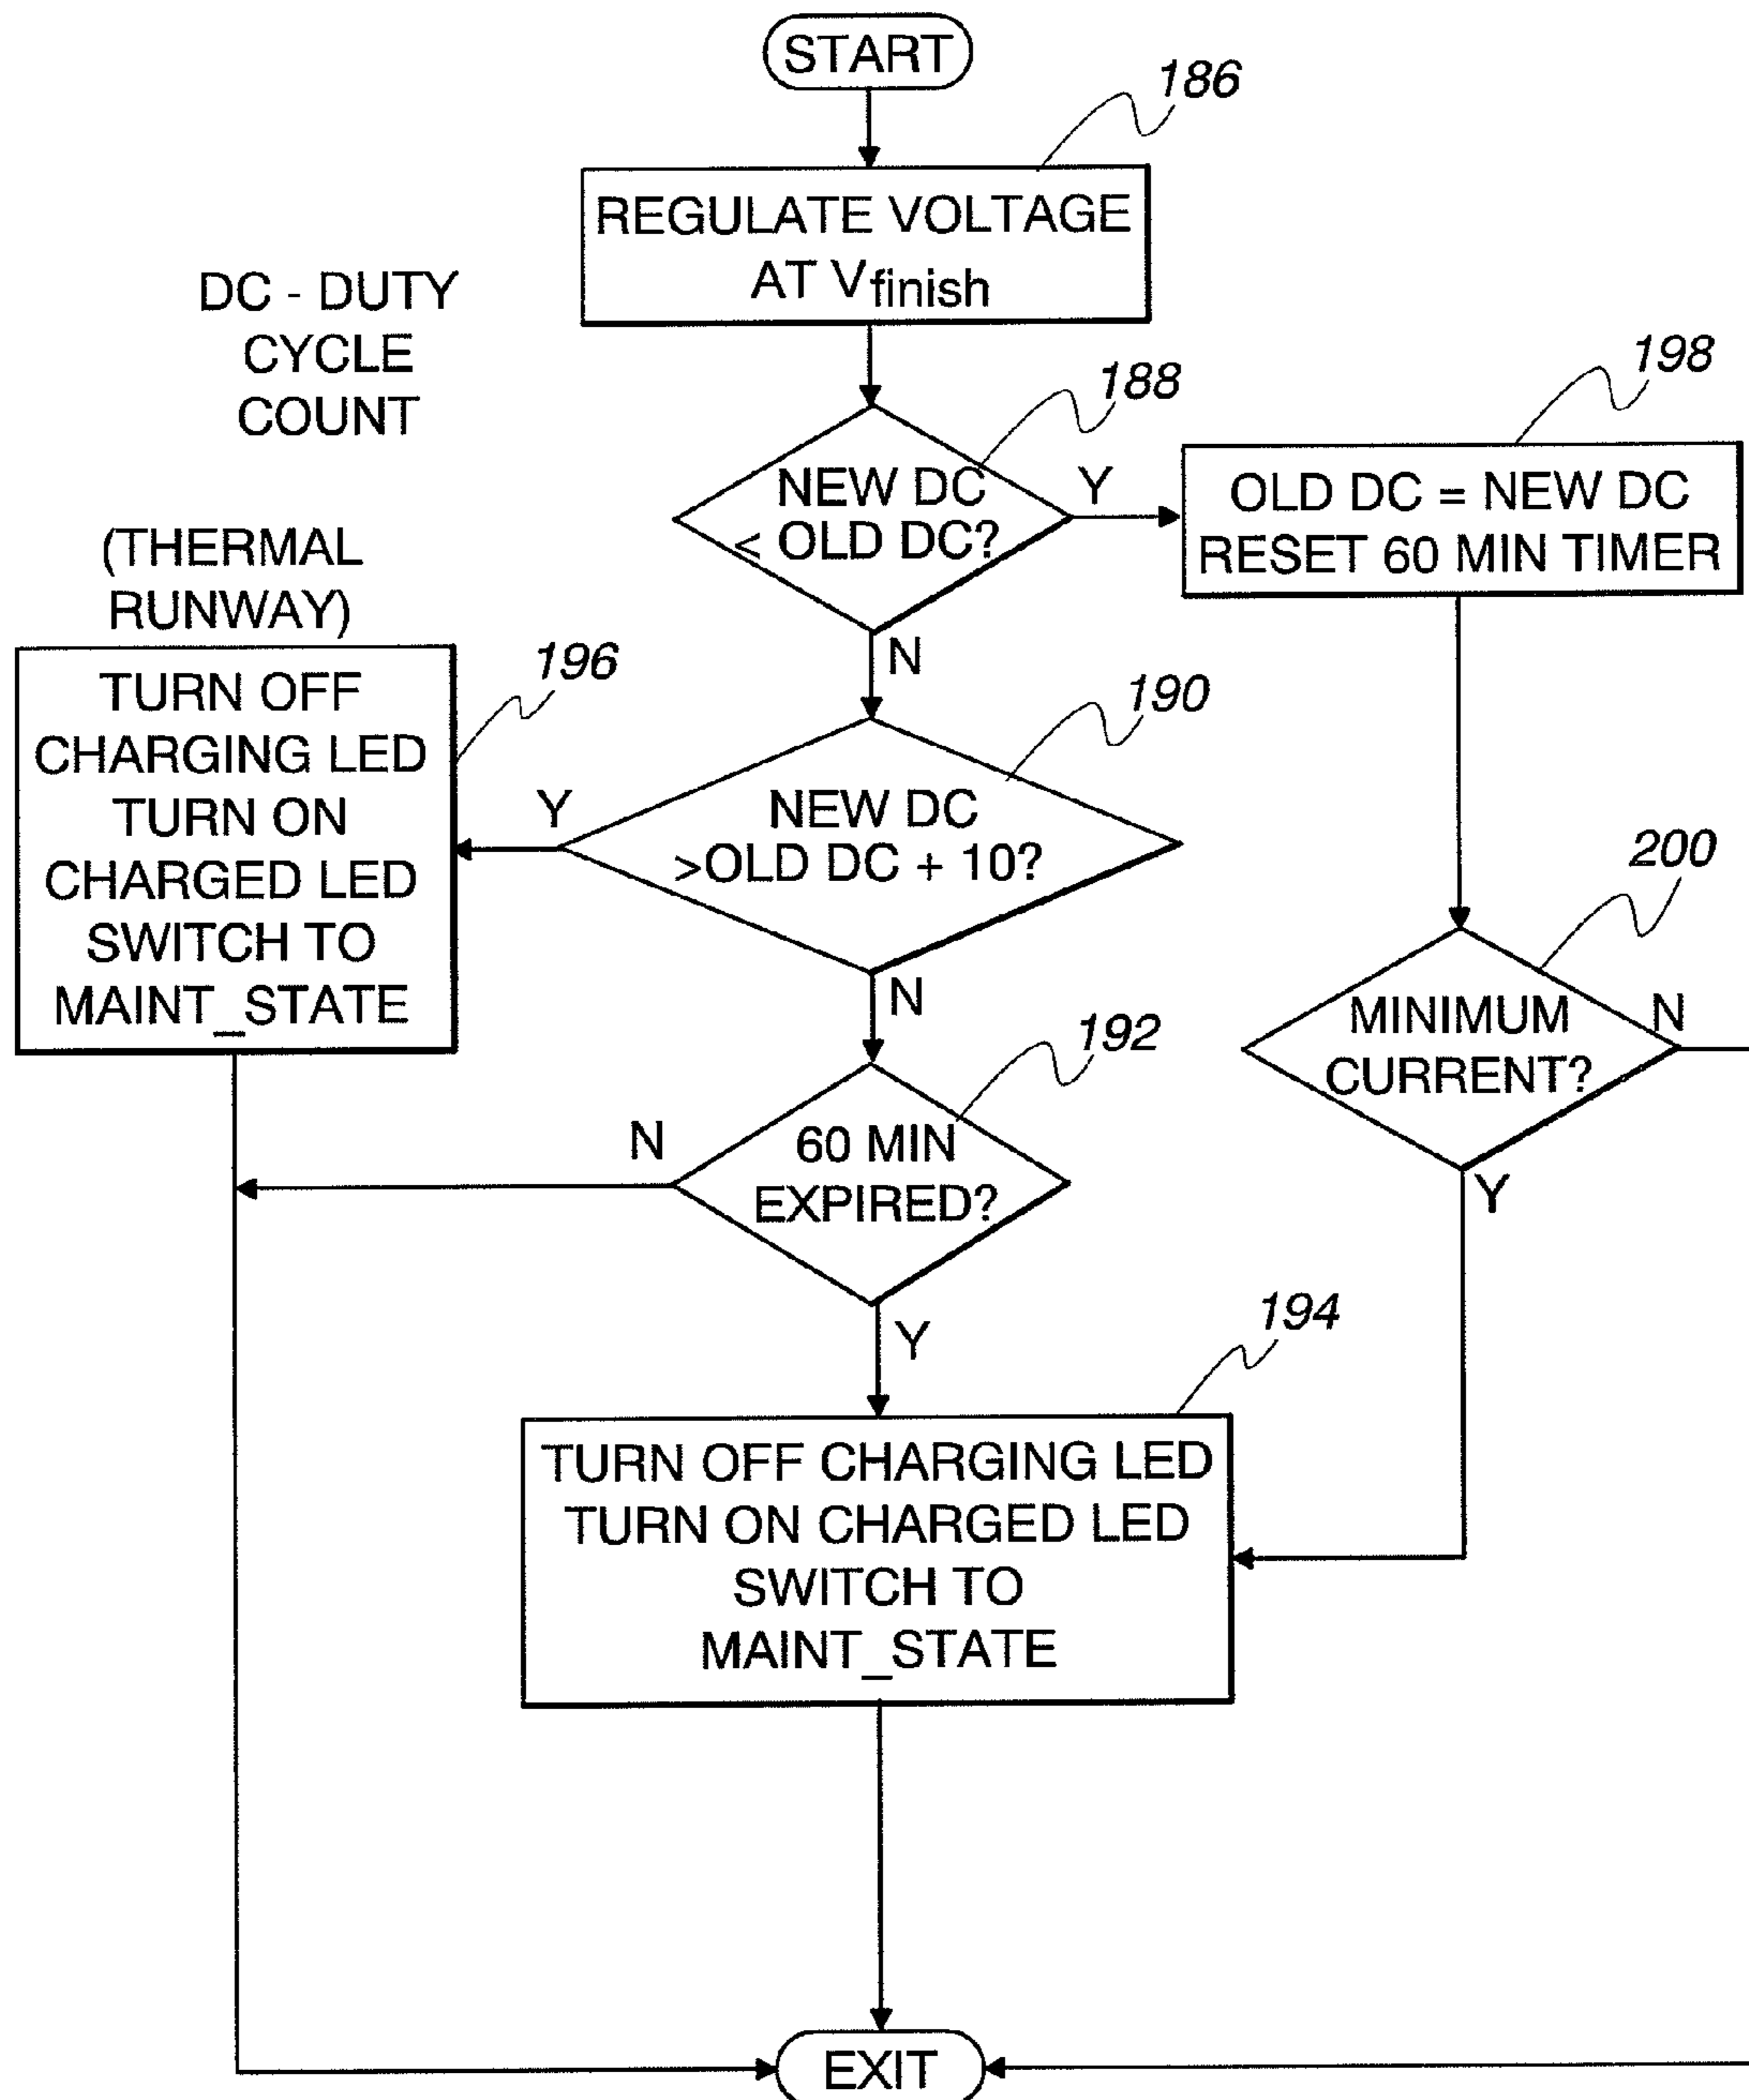 START
186
REGULATE VOLTAGE
AT Vfinish
DC - DUTY
CYCLE
COUNT
188
NEW DC
< OLD DC?
Y
N
198
OLD DC = NEW DC
RESET 60 MIN TIMER
(THERMAL
RUNWAY)
196
TURN OFF
CHARGING LED
TURN ON
CHARGED LED
SWITCH TO
MAINT_STATE
190
NEW DC
>OLD DC + 10?
Y
N
200
MINIMUM
CURRENT?
N
Y
192
60 MIN
EXPIRED?
N
Y
194
TURN OFF CHARGING LED
TURN ON CHARGED LED
SWITCH TO
MAINT_STATE
EXIT